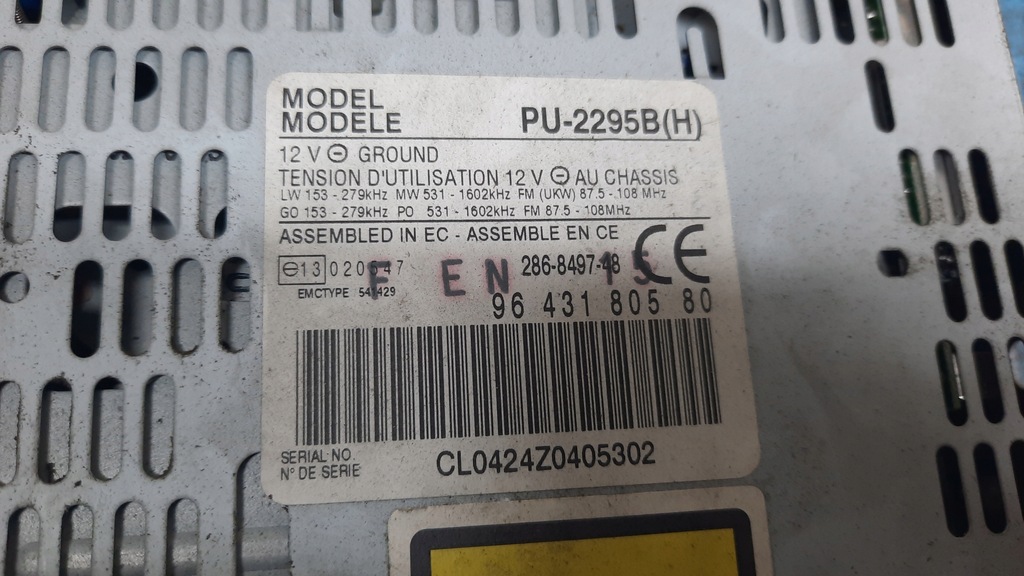 MODEL
MODELE
PU-2295B(H)
12 V ⊖ GROUND
TENSION D'UTILISATION 12 V ⊖ AU CHASSIS
LW 153 - 279kHz MW 531 - 1602kHz FM (UKW) 87.5 - 108 MHz
GO 153 - 279kHz PO 531 - 1602kHz FM 87.5 - 108MHz
ASSEMBLED IN EC - ASSEMBLE EN CE
CE
⊖13
286-8497-48
F EN 15
EMCTYPE
96 431 805 80
SERIAL NO.
N° DE SERIE
CL0424Z0405302